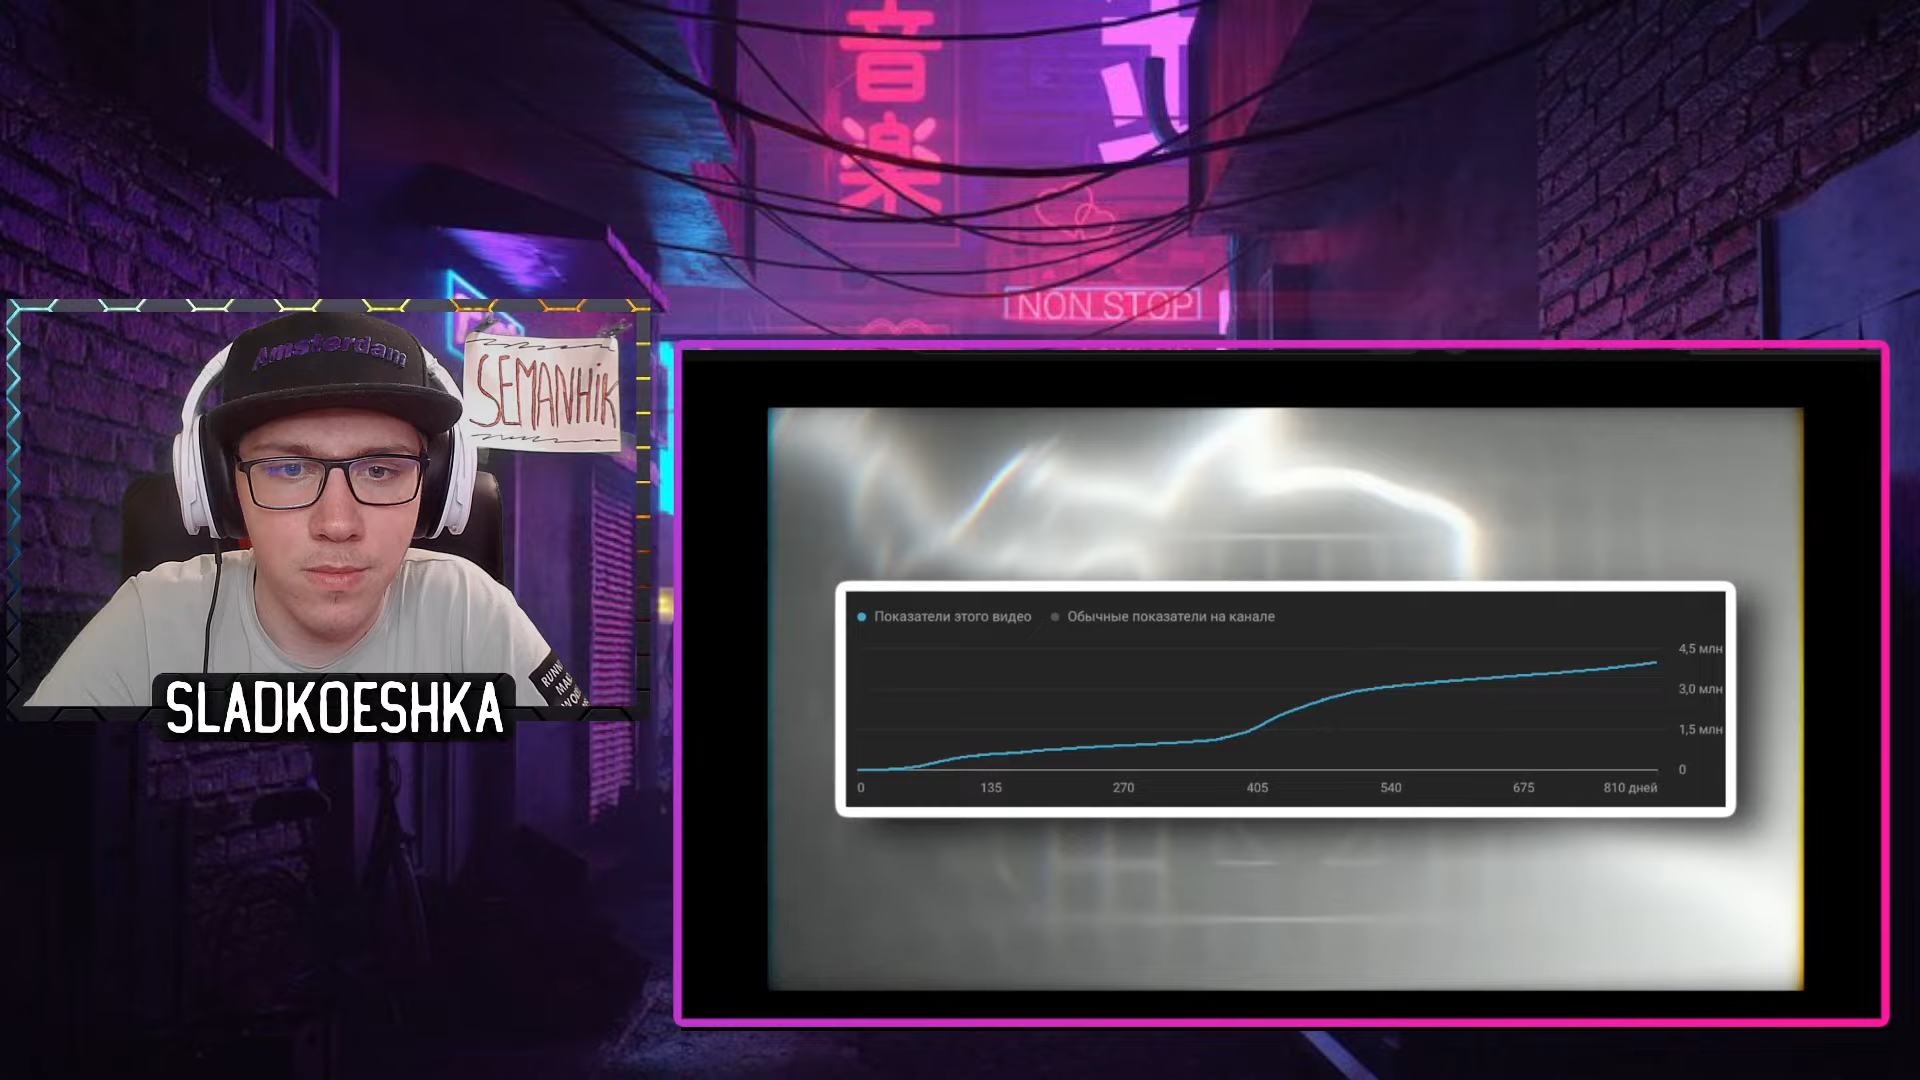 音
楽
NON STOP
Amsterdam
SEMANHiK
SLADKOESHKA
Показатели этого видео
Обычные показатели на канале
4,5 млн
3,0 млн
1,5 млн
0
0 135 270 405 540 675 810 дней